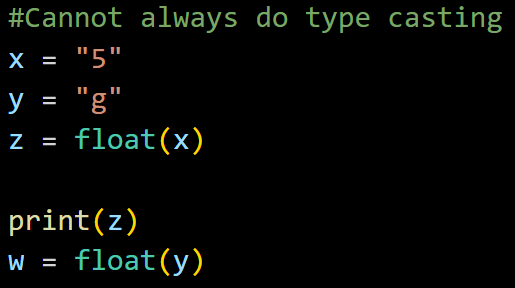 #Cannot always do type casting
x = "5"
y = "g"
z = float(x)
print(z)
w = float(y)